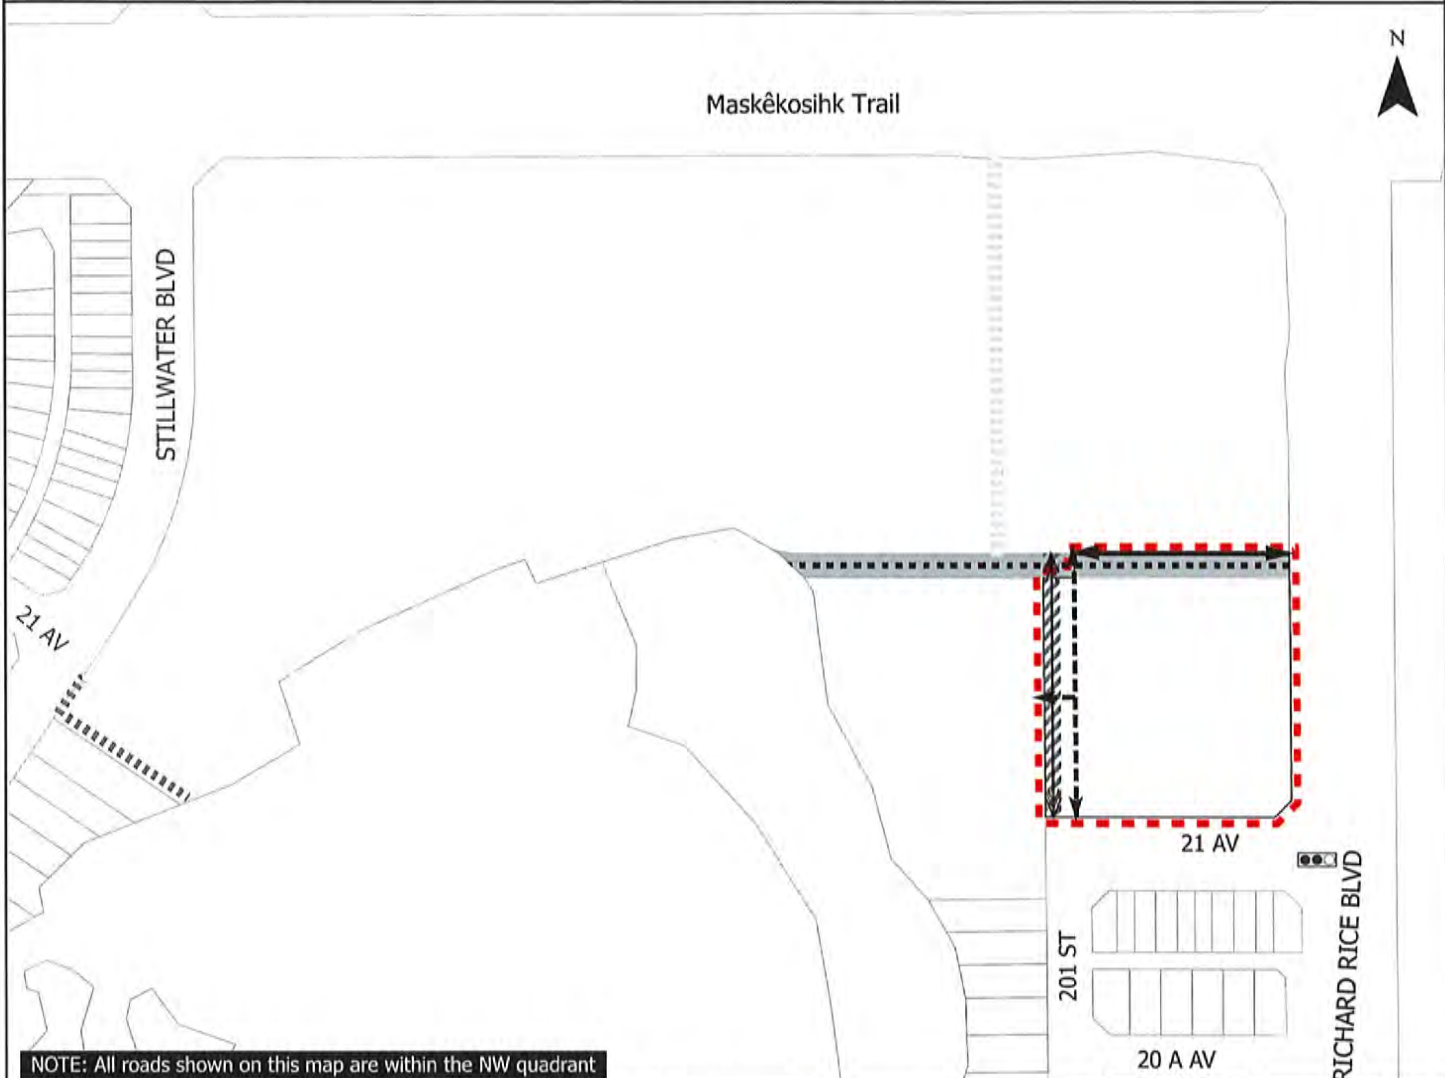 N
Maskêkosihk Trail
STILLWATER BLVD
21 AV
21 AV
RICHARD RICE BLVD
201 ST
20 A AV
NOTE: All roads shown on this map are within the NW quadrant